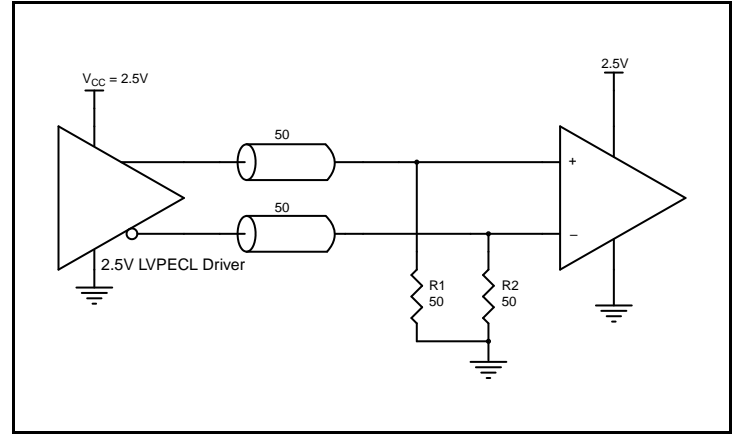 V_CC = 2.5V
2.5V
50
+
50
−
2.5V LVPECL Driver
R1
50
R2
50